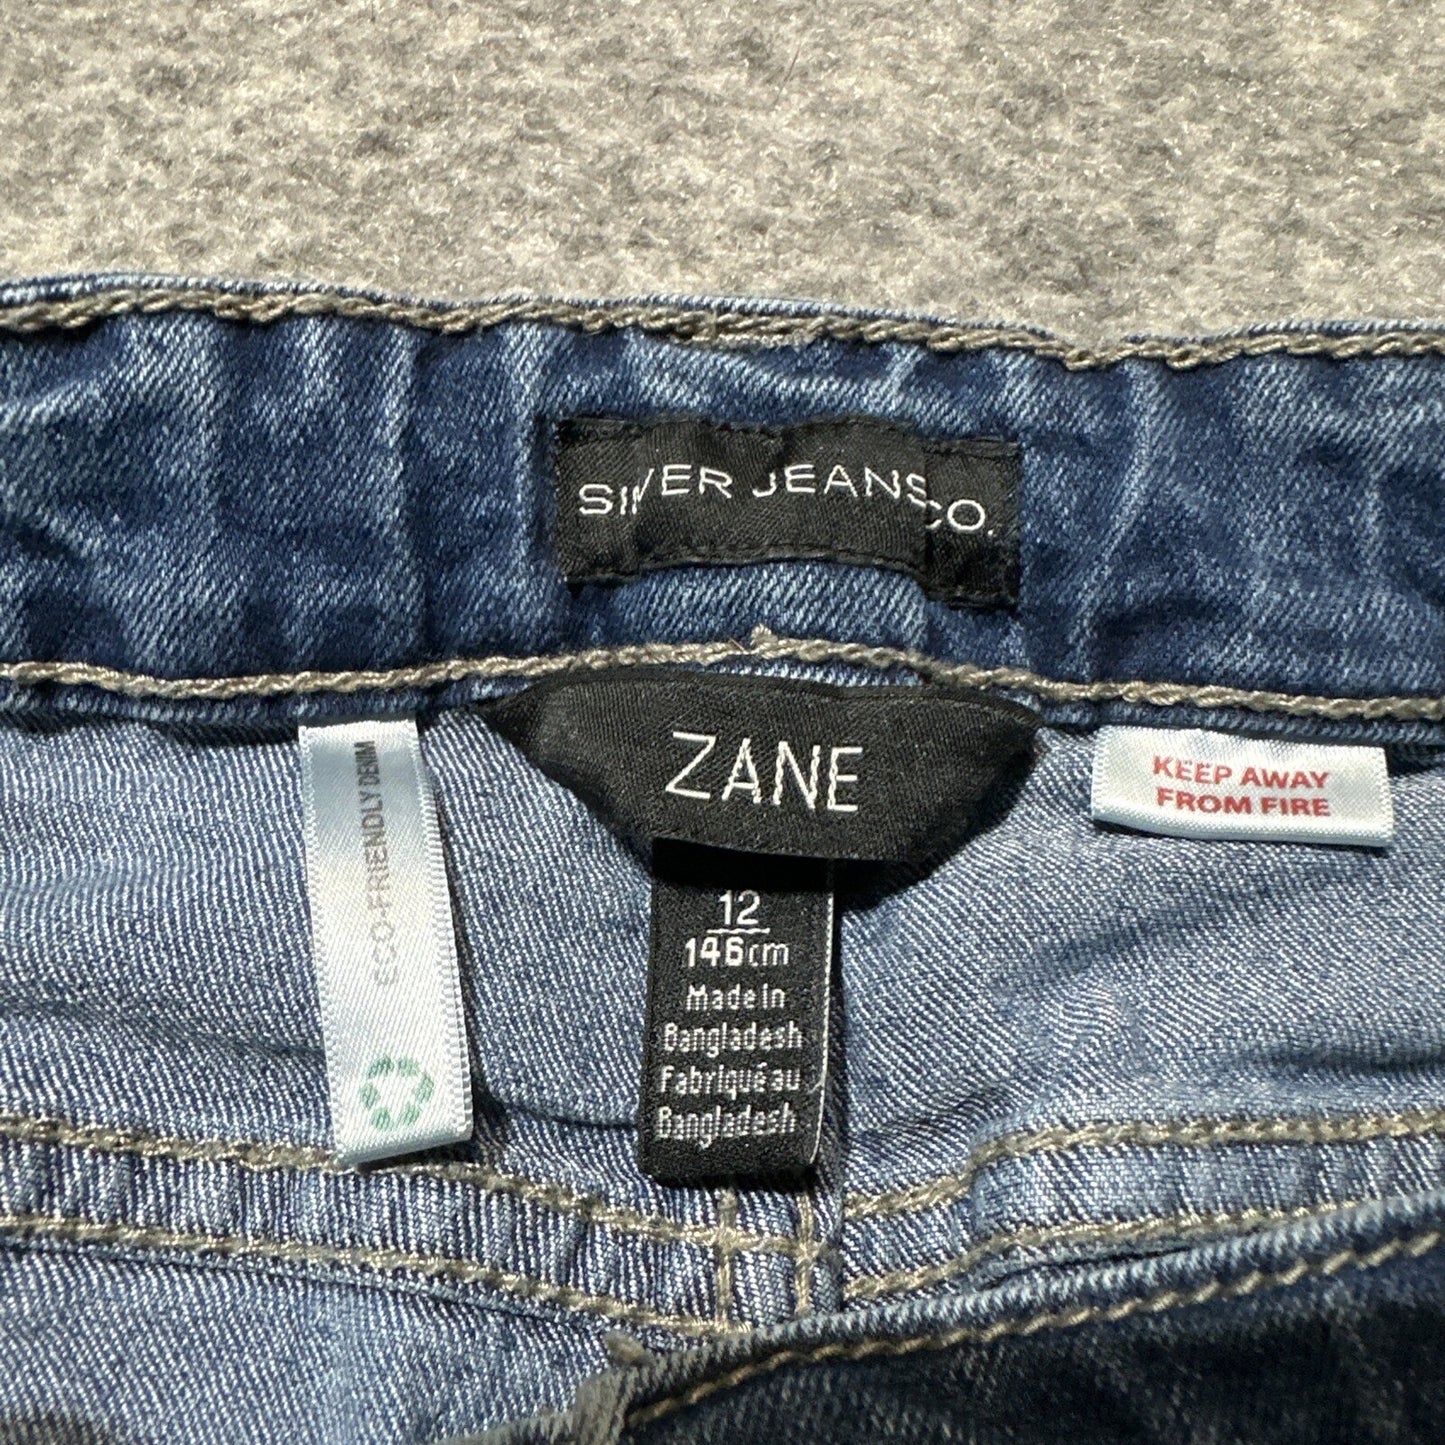 SILVER JEANS CO.
ZANE
12
146cm
Made in
Bangladesh
Fabriqué au
Bangladesh
ECO-FRIENDLY DENIM
KEEP AWAY
FROM FIRE